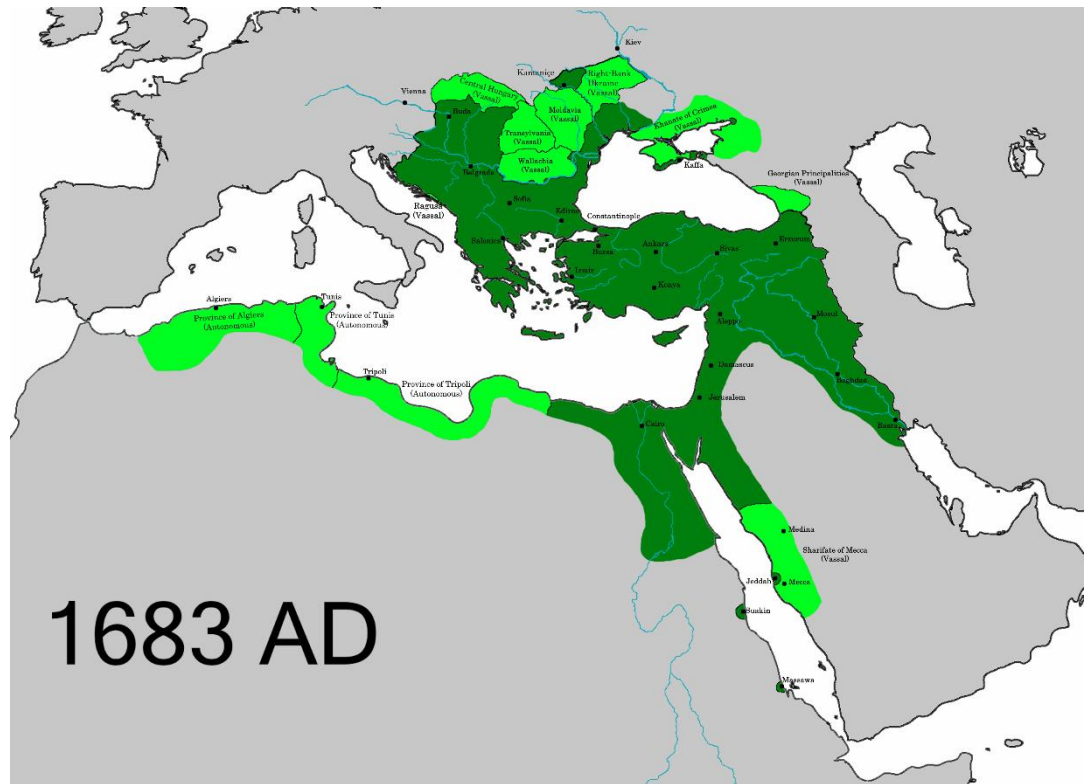 Kiev
Kamaniçe
Right-Bank
Ukraine
(Vassal)
Central Hungary
(Vassal)
Vianna
Buda
Moldavia
(Vassal)
Transylvania
(Vassal)
Khanate of Crimea
(Vassal)
Wallachia
(Vassal)
Kaffa
Belgrade
Georgian Principalities
(Vassal)
Ragusa
(Vassal)
Sofia
Edirne
Constantinople
Salonica
Bursa
Ankara
Sivas
Erzurum
Izmir
Konya
Algiers
Province of Algiers
(Autonomous)
Tunis
Province of Tunis
(Autonomous)
Aleppo
Mosul
Tripoli
Province of Tripoli
(Autonomous)
Damascus
Baghdad
Jerusalem
Cairo
Basra
Medina
Sharifate of Mecca
(Vassal)
Jeddah
Mecca
Suakin
1683 AD
Massawa